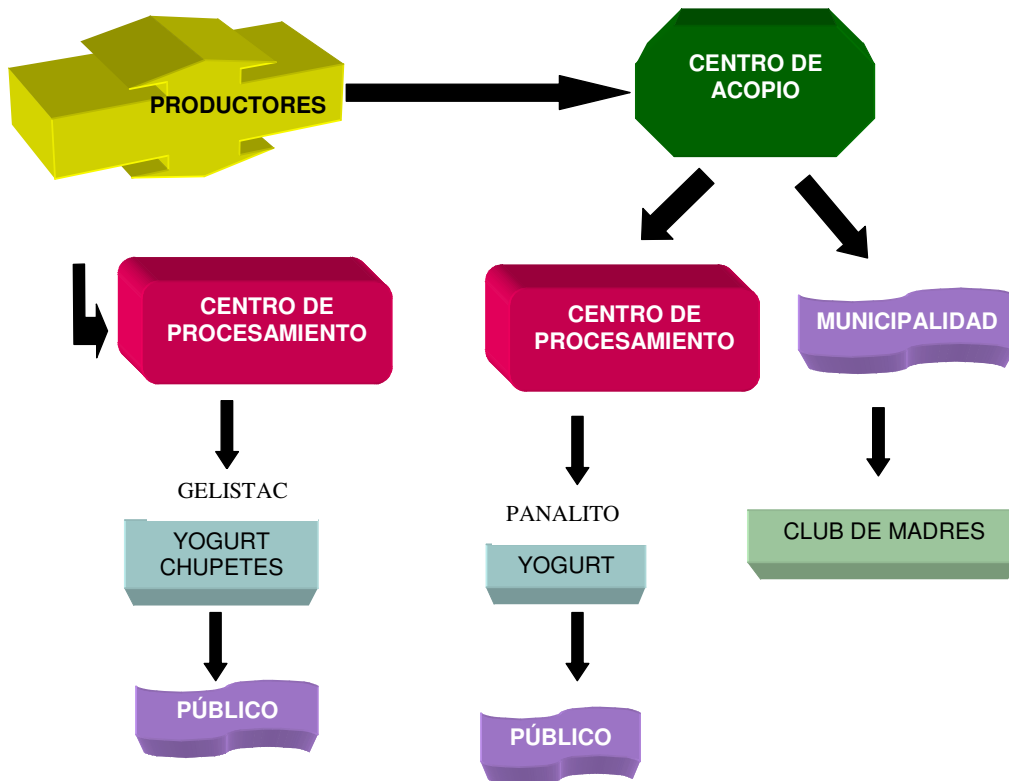 PRODUCTORES
CENTRO DE
ACOPIO
CENTRO DE
PROCESAMIENTO
CENTRO DE
PROCESAMIENTO
MUNICIPALIDAD
GELISTAC
PANALITO
YOGURT
CHUPETES
YOGURT
CLUB DE MADRES
PÚBLICO
PÚBLICO